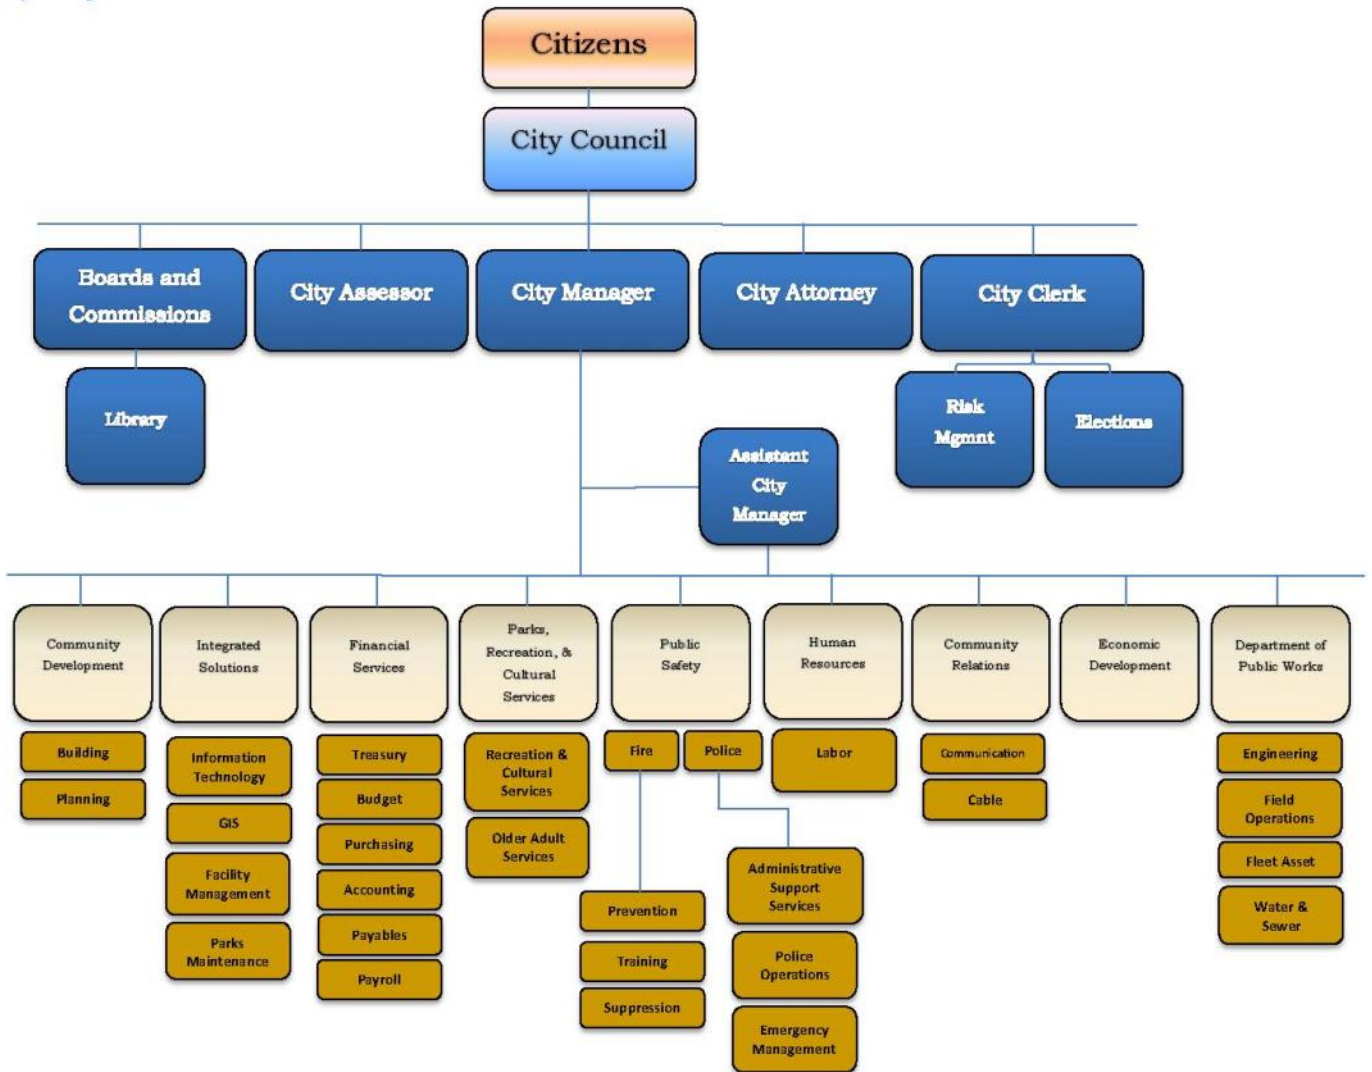 Citizens
City Council
Boards and
Commissions
City Assessor
City Manager
City Attorney
City Clerk
Library
Risk
Mgmnt
Elections
Assistant
City
Manager
Community
Development
Integrated
Solutions
Financial
Services
Parks,
Recreation, &
Cultural
Services
Public
Safety
Human
Resources
Community
Relations
Economic
Development
Department of
Public Works
Building
Planning
Information
Technology
GIS
Facility
Management
Parks
Maintenance
Treasury
Budget
Purchasing
Accounting
Payables
Payroll
Recreation &
Cultural
Services
Older Adult
Services
Fire
Police
Prevention
Training
Suppression
Administrative
Support
Services
Police
Operations
Emergency
Management
Labor
Communication
Cable
Engineering
Field
Operations
Fleet Asset
Water &
Sewer